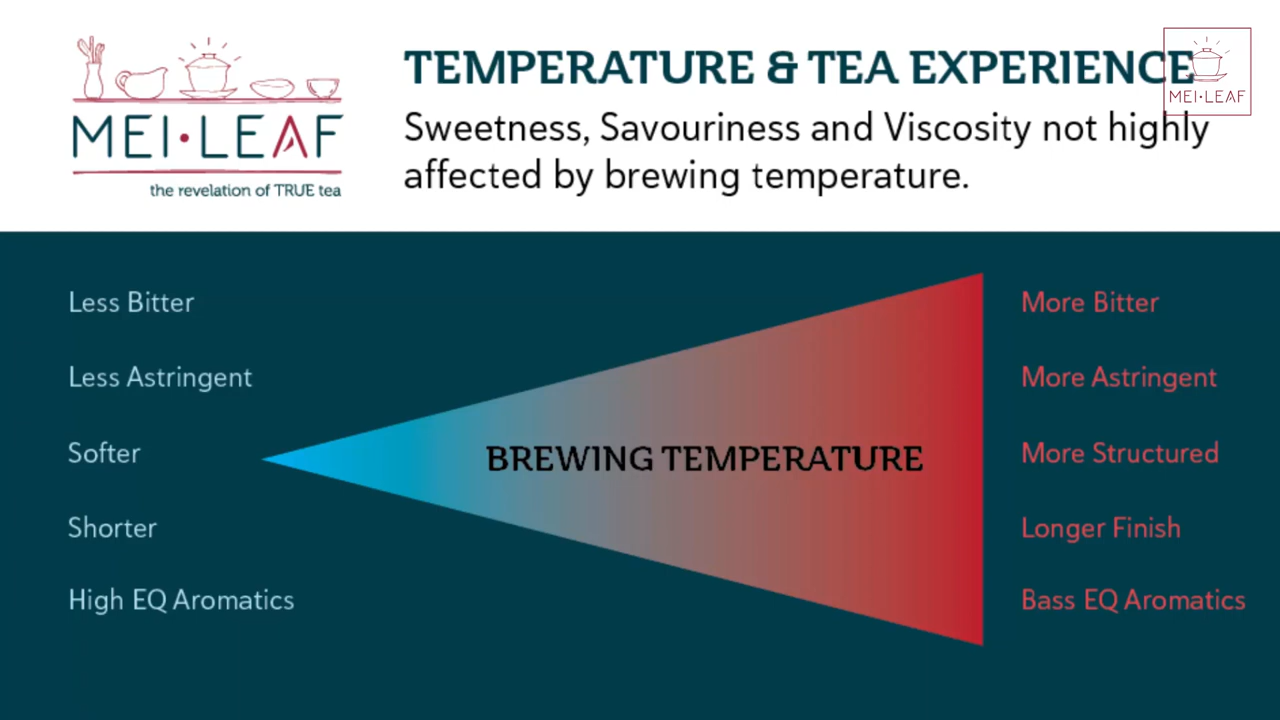 MEI·LEAF
the revelation of TRUE tea
TEMPERATURE & TEA EXPERIENCE
Sweetness, Savouriness and Viscosity not highly
affected by brewing temperature.
MEI·LEAF
Less Bitter
Less Astringent
Softer
Shorter
High EQ Aromatics
BREWING TEMPERATURE
More Bitter
More Astringent
More Structured
Longer Finish
Bass EQ Aromatics